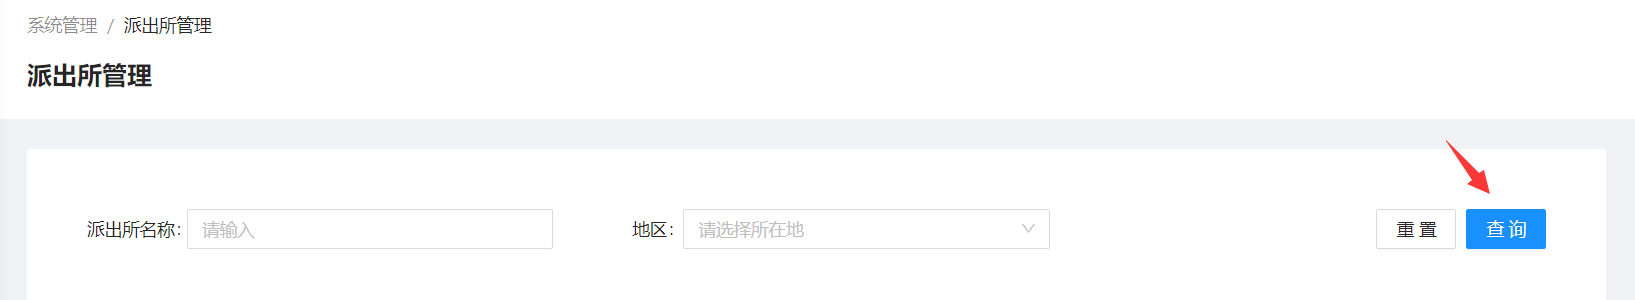 系统管理 / 派出所管理
派出所管理
派出所名称: 请输入 地区: 请选择所在地 重 置 查 询